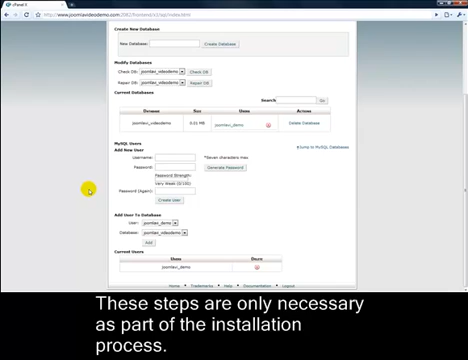 cPanel X
www.joomlavideodemo.com:2082/frontend/x3/sql/index.html
Create New Database
New Database:
Create Database
Modify Databases
Check DB: joomlavi_videodemo Check DB
Repair DB: joomlavi_videodemo Repair DB
Current Databases
Search Go
Database Size Users Actions
joomlavi_videodemo 0.01 MB joomlavi_demo Delete Database
MySQL Users
Jump to MySQL Databases
Add New User
Username: *Seven characters max
Password: Generate Password
Password Strength:
Very Weak (0/100)
Password (Again):
Create User
Add User To Database
User: joomlavi_demo
Database: joomlavi_videodemo
Add
Current Users
Users Delete
joomlavi_demo
Home Trademarks Help Documentation Logout
These steps are only necessary
as part of the installation
process.